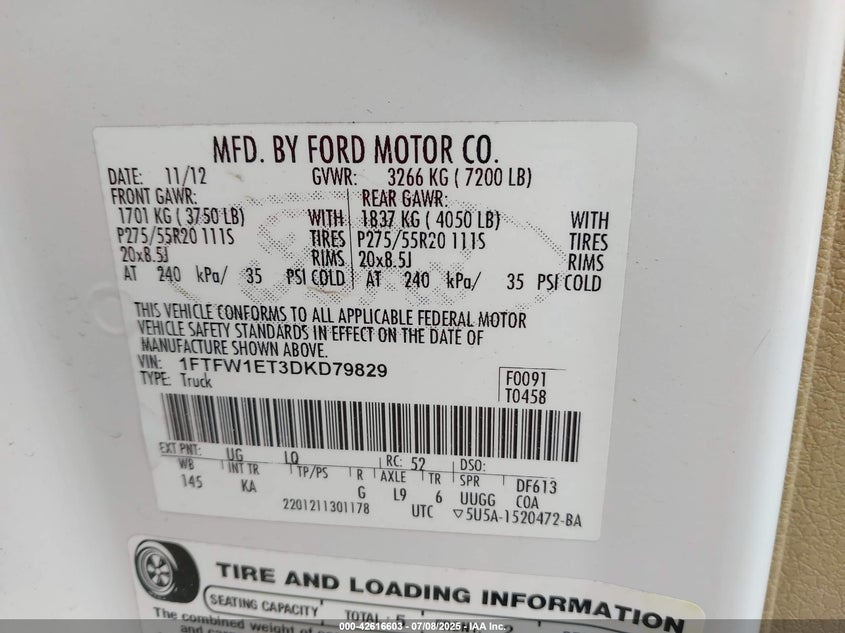 MFD. BY FORD MOTOR CO.
DATE: 11/12 GVWR: 3266 KG ( 7200 LB)
FRONT GAWR: REAR GAWR:
1701 KG ( 3750 LB) WITH 1837 KG ( 4050 LB) WITH
P275/55R20 111S TIRES P275/55R20 111S TIRES
20x8.5J RIMS 20x8.5J RIMS
AT 240 kPa/ 35 PSI COLD AT 240 kPa/ 35 PSI COLD
THIS VEHICLE CONFORMS TO ALL APPLICABLE FEDERAL MOTOR
VEHICLE SAFETY STANDARDS IN EFFECT ON THE DATE OF
MANUFACTURE SHOWN ABOVE.
VIN: 1FTFW1ET3DKD79829
TYPE: Truck
F0091
T0458
EXT PNT: UG LQ RC: 52 DSO:
WB INT TR TP/PS R AXLE TR SPR DF613
145 KA G L9 6 UUGG COA
2201211301178 UTC ▽5U5A-1520472-BA
TIRE AND LOADING INFORMATION
SEATING CAPACITY TOTAL : 5
The combined weight of
000-42616603 - 07/08/2025 - IAA, Inc.